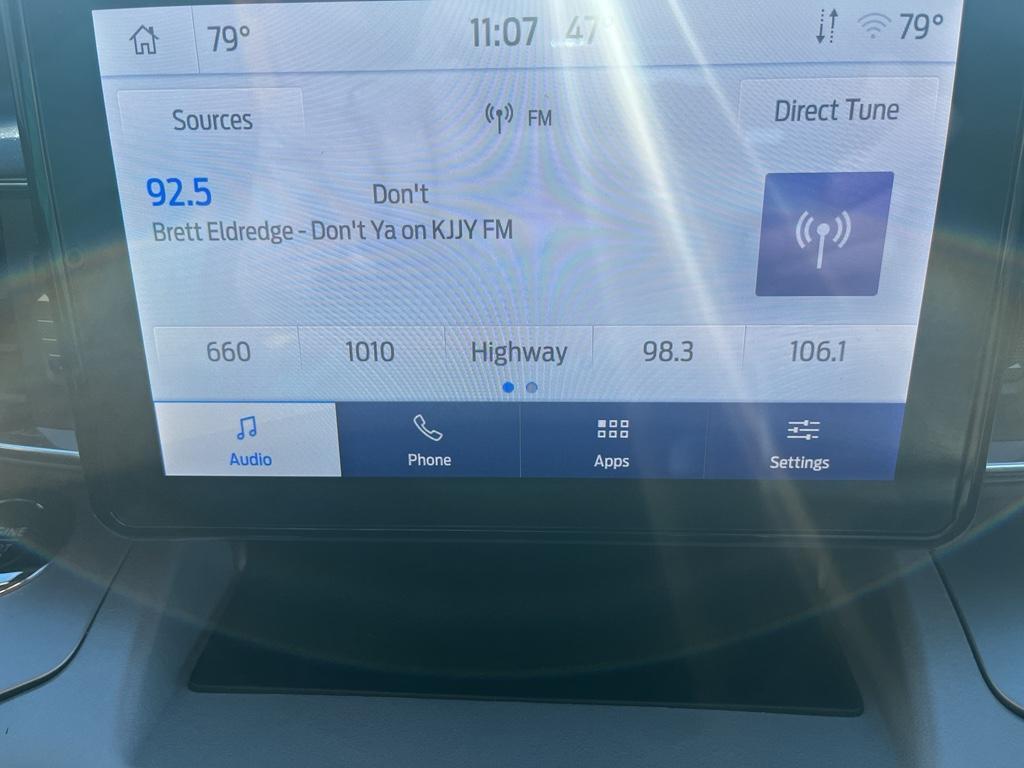 79° 11:07 47° 79°
Sources FM Direct Tune
92.5 Don't
Brett Eldredge - Don't Ya on KJJY FM
660 1010 Highway 98.3 106.1
Audio Phone Apps Settings